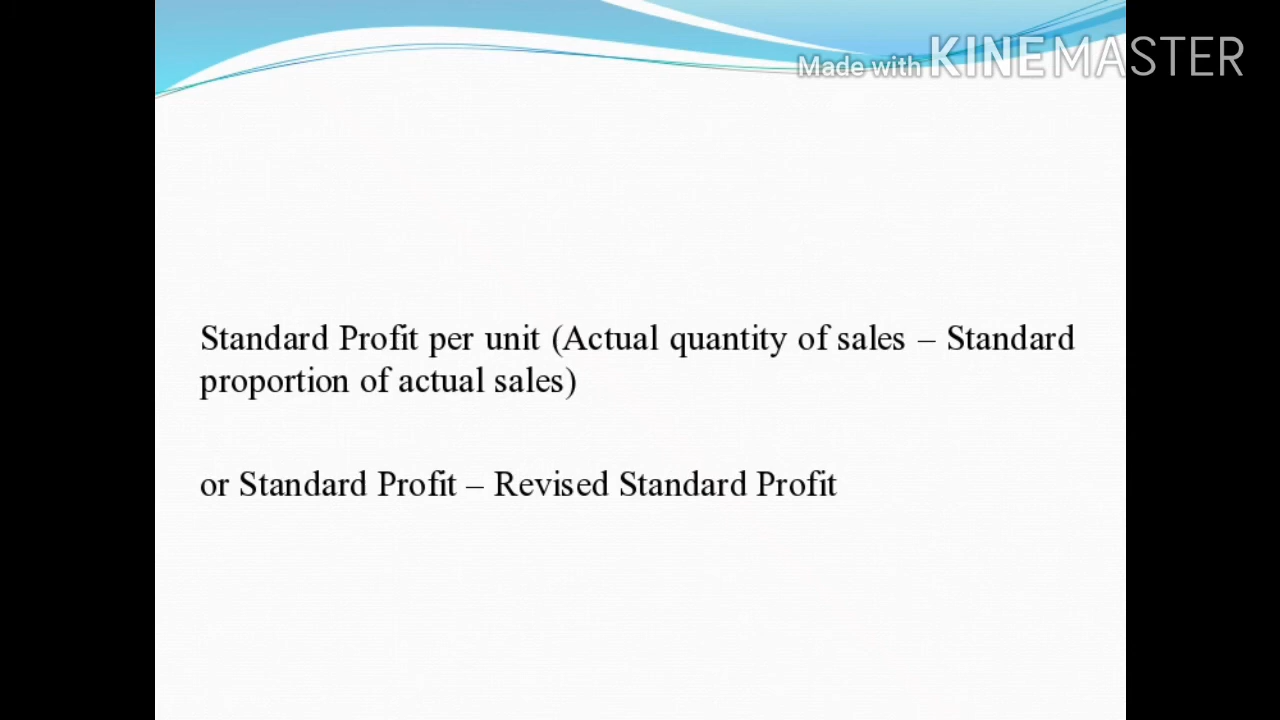 Made with KINEMASTER
Standard Profit per unit (Actual quantity of sales – Standard
proportion of actual sales)
or Standard Profit – Revised Standard Profit